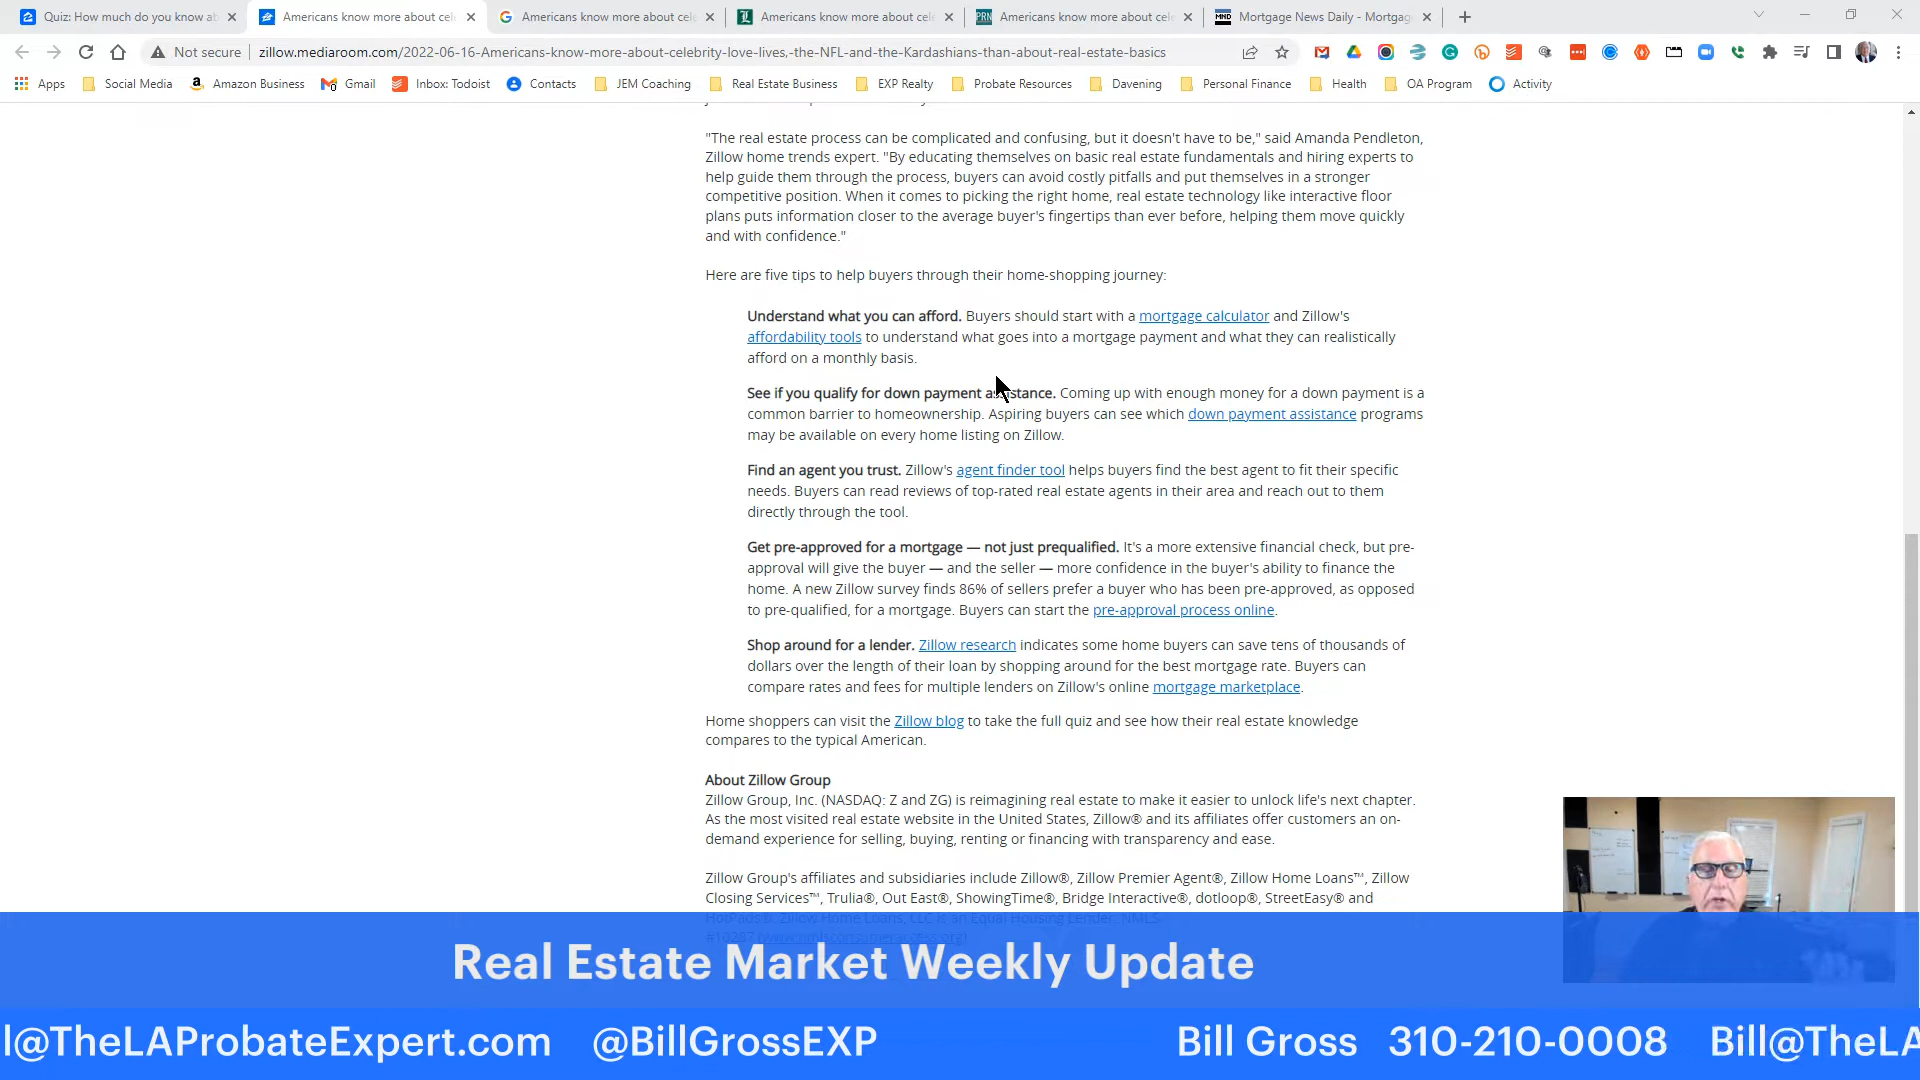 Quiz: How much do you know ab
Americans know more about cel
Americans know more about cel
Americans know more about cel
Americans know more about cel
MND Mortgage News Daily - Mortgag
Not secure zillow.mediaroom.com/2022-06-16-Americans-know-more-about-celebrity-love-lives,-the-NFL-and-the-Kardashians-than-about-real-estate-basics
Apps Social Media Amazon Business Gmail Inbox: Todoist Contacts JEM Coaching Real Estate Business EXP Realty Probate Resources Davening Personal Finance Health OA Program Activity
"The real estate process can be complicated and confusing, but it doesn't have to be," said Amanda Pendleton,
Zillow home trends expert. "By educating themselves on basic real estate fundamentals and hiring experts to
help guide them through the process, buyers can avoid costly pitfalls and put themselves in a stronger
competitive position. When it comes to picking the right home, real estate technology like interactive floor
plans puts information closer to the average buyer's fingertips than ever before, helping them move quickly
and with confidence."
Here are five tips to help buyers through their home-shopping journey:
Understand what you can afford. Buyers should start with a mortgage calculator and Zillow's
affordability tools to understand what goes into a mortgage payment and what they can realistically
afford on a monthly basis.
See if you qualify for down payment assistance. Coming up with enough money for a down payment is a
common barrier to homeownership. Aspiring buyers can see which down payment assistance programs
may be available on every home listing on Zillow.
Find an agent you trust. Zillow's agent finder tool helps buyers find the best agent to fit their specific
needs. Buyers can read reviews of top-rated real estate agents in their area and reach out to them
directly through the tool.
Get pre-approved for a mortgage — not just prequalified. It's a more extensive financial check, but pre-
approval will give the buyer — and the seller — more confidence in the buyer's ability to finance the
home. A new Zillow survey finds 86% of sellers prefer a buyer who has been pre-approved, as opposed
to pre-qualified, for a mortgage. Buyers can start the pre-approval process online.
Shop around for a lender. Zillow research indicates some home buyers can save tens of thousands of
dollars over the length of their loan by shopping around for the best mortgage rate. Buyers can
compare rates and fees for multiple lenders on Zillow's online mortgage marketplace.
Home shoppers can visit the Zillow blog to take the full quiz and see how their real estate knowledge
compares to the typical American.
About Zillow Group
Zillow Group, Inc. (NASDAQ: Z and ZG) is reimagining real estate to make it easier to unlock life's next chapter.
As the most visited real estate website in the United States, Zillow® and its affiliates offer customers an on-
demand experience for selling, buying, renting or financing with transparency and ease.
Zillow Group's affiliates and subsidiaries include Zillow®, Zillow Premier Agent®, Zillow Home Loans™, Zillow
Closing Services™, Trulia®, Out East®, ShowingTime®, Bridge Interactive®, dotloop®, StreetEasy® and
HotPads®. Zillow Home Loans, LLC is an Equal Housing Lender, NMLS
#10287 (www.nmlsconsumeraccess.org)
Real Estate Market Weekly Update
l@TheLAProbateExpert.com @BillGrossEXP Bill Gross 310-210-0008 Bill@TheLA